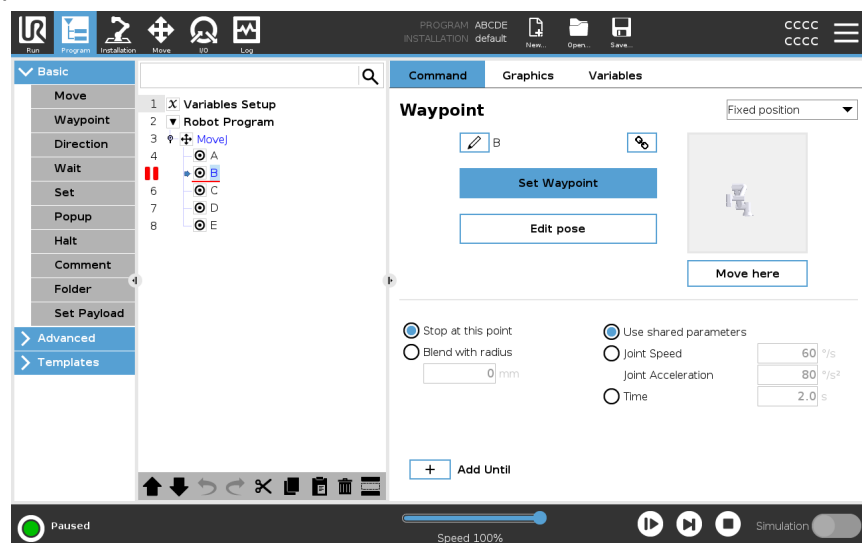 UR
Run
Program
Installation
Move
I/O
Log
PROGRAM ABCDE
INSTALLATION default
New...
Open...
Save...
CCCC
CCCC
Basic
Move
Waypoint
Direction
Wait
Set
Popup
Halt
Comment
Folder
Set Payload
Advanced
Templates
1 X Variables Setup
2 Robot Program
3 MoveJ
4 A
B
6 C
7 D
8 E
Command Graphics Variables
Waypoint
Fixed position
B
Set Waypoint
Edit pose
Move here
Stop at this point
Blend with radius
0 mm
Use shared parameters
Joint Speed 60 °/s
Joint Acceleration 80 °/s²
Time 2.0 s
+ Add Until
Paused
Speed 100%
Simulation